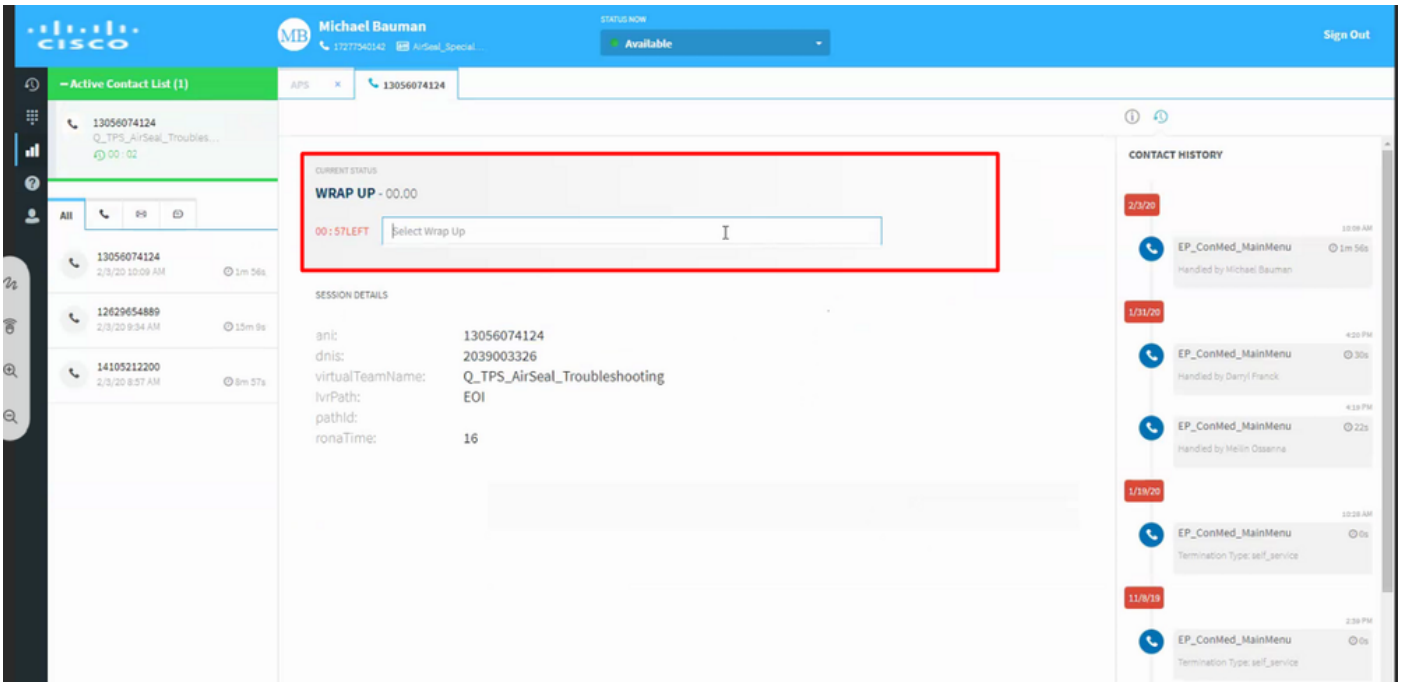 CISCO
MB
Michael Bauman
17277540142 AirSeal_Special...
STATUS NOW
Available
Sign Out
– Active Contact List (1)
13056074124
Q_TPS_AirSeal_Troubles...
00 : 02
All
13056074124
2/3/20 10:09 AM 1m 56s
12629654889
2/3/20 9:34 AM 15m 8s
14105212200
2/3/20 8:57 AM 8m 57s
APS × 13056074124
CURRENT STATUS
WRAP UP - 00.00
00 : 57LEFT Select Wrap Up
SESSION DETAILS
ani: 13056074124
dnis: 2039003326
virtualTeamName: Q_TPS_AirSeal_Troubleshooting
IvrPath: EOI
pathId:
ronaTime: 16
CONTACT HISTORY
2/3/20
10:09 AM
EP_ConMed_MainMenu 1m 56s
Handled by Michael Bauman
1/31/20
4:20 PM
EP_ConMed_MainMenu 30s
Handled by Darryl Franck
4:19 PM
EP_ConMed_MainMenu 22s
Handled by Meilin Ossanna
1/19/20
10:28 AM
EP_ConMed_MainMenu 0s
Termination Type: self_service
11/8/19
2:39 PM
EP_ConMed_MainMenu 0s
Termination Type: self_service